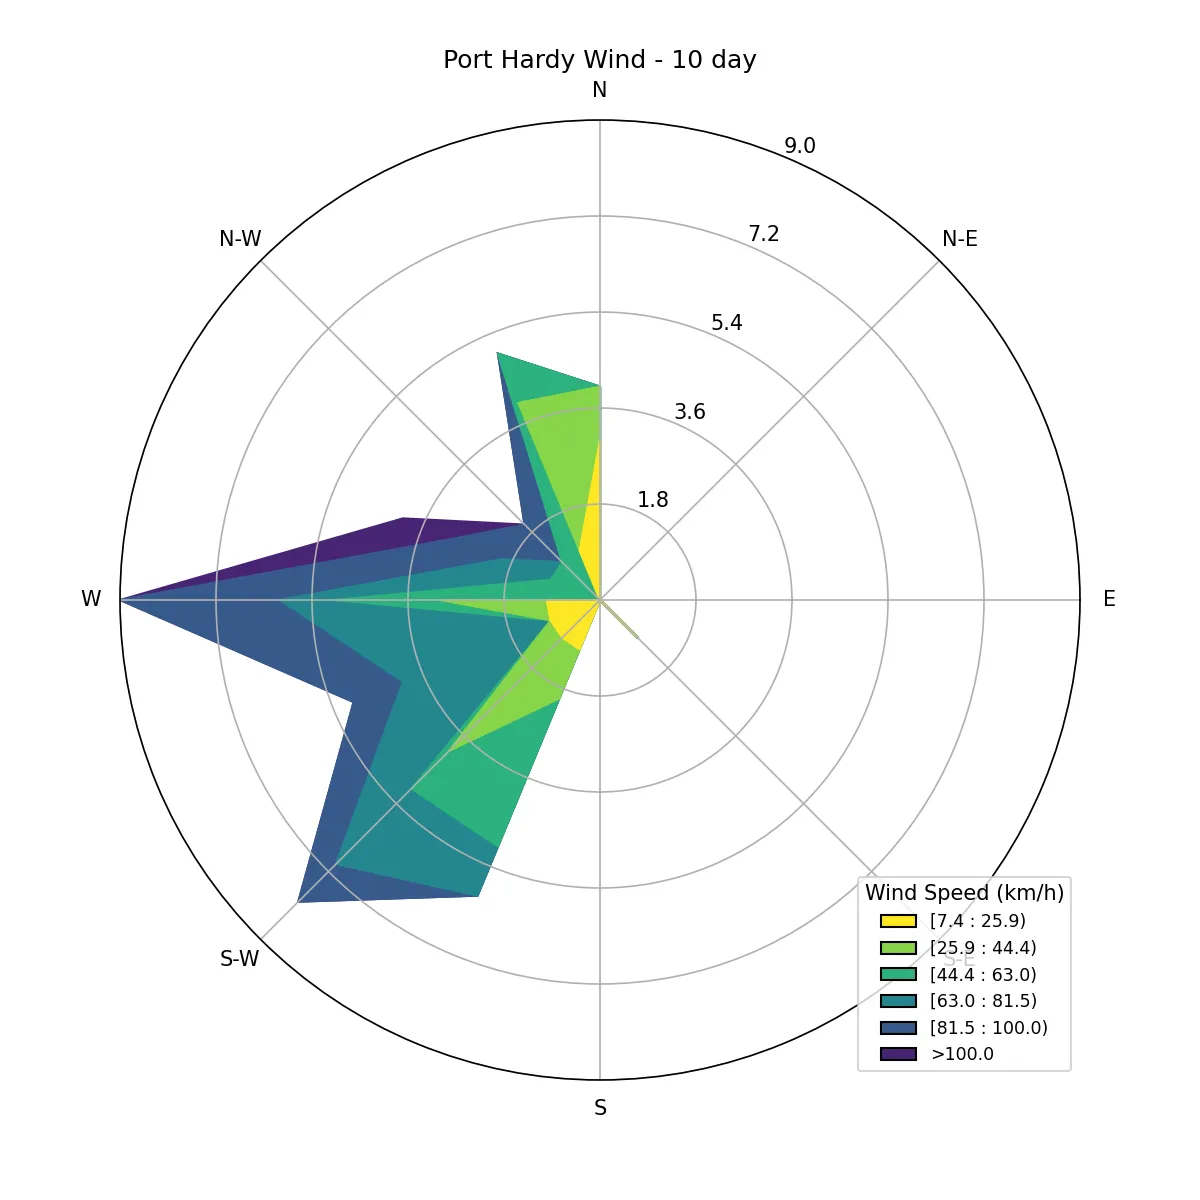 Port Hardy Wind - 10 day
N
9.0
N-W
N-E
7.2
5.4
3.6
1.8
W
E
S-W
S-E
S
Wind Speed (km/h)
[7.4 : 25.9)
[25.9 : 44.4)
[44.4 : 63.0)
[63.0 : 81.5)
[81.5 : 100.0)
>100.0